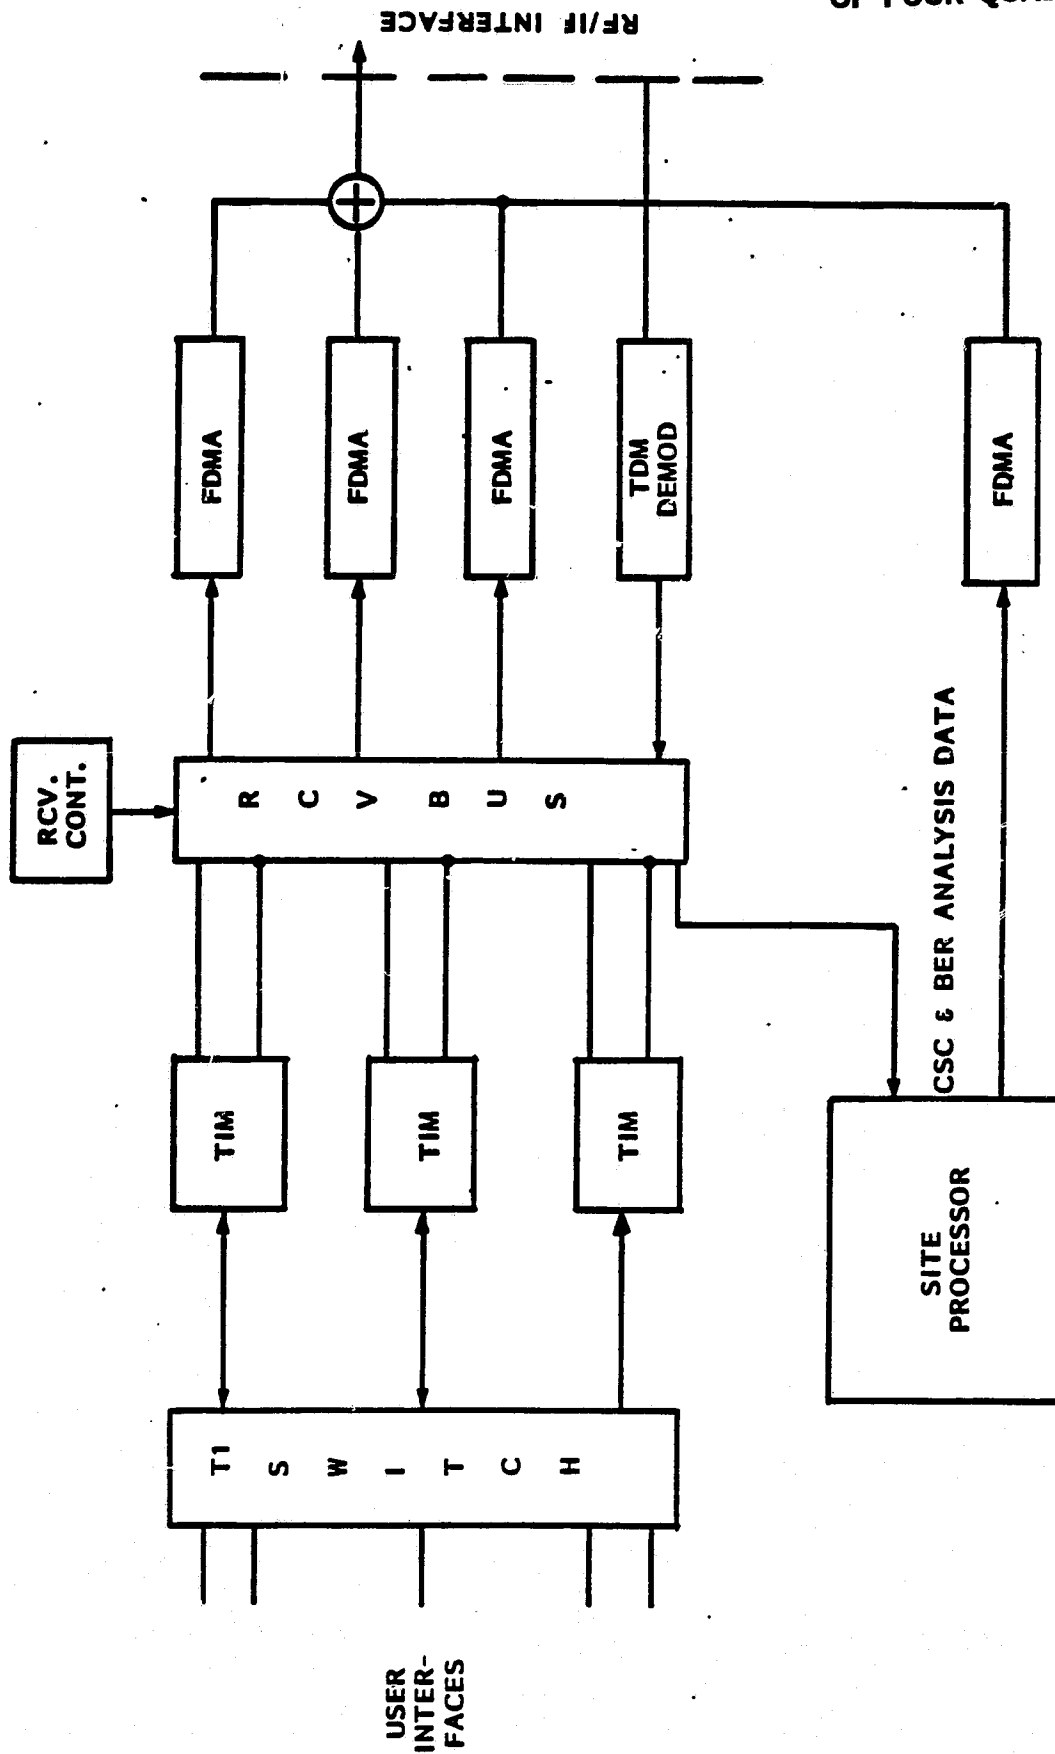 USER
INTER-
FACES
T1
S
W
I
T
C
H
TIM
TIM
TIM
RCV.
CONT.
R
C
V
B
U
S
FDMA
FDMA
FDMA
TDM
DEMOD
RF/IF INTERFACE
SITE
PROCESSOR
CSC & BER ANALYSIS DATA
FDMA